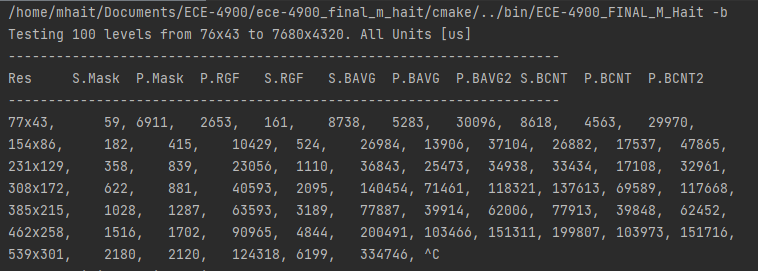 /home/mhait/Documents/ECE-4900/ece-4900_final_m_hait/cmake/../bin/ECE-4900_FINAL_M_Hait -b
Testing 100 levels from 76x43 to 7680x4320. All Units [us]
--------------------------------------------------------------------
Res     S.Mask  P.Mask  P.RGF   S.RGF   S.BAVG  P.BAVG  P.BAVG2 S.BCNT  P.BCNT  P.BCNT2
--------------------------------------------------------------------
77x43,      59, 6911,   2653,   161,    8738,   5283,   30096,  8618,   4563,   29970,
154x86,     182,    415,    10429,  524,    26984,  13906,  37104,  26882,  17537,  47865,
231x129,    358,    839,    23056,  1110,   36843,  25473,  34938,  33434,  17108,  32961,
308x172,    622,    881,    40593,  2095,   140454, 71461,  118321, 137613, 69589,  117668,
385x215,    1028,   1287,   63593,  3189,   77887,  39914,  62006,  77913,  39848,  62452,
462x258,    1516,   1702,   90965,  4844,   200491, 103466, 151311, 199807, 103973, 151716,
539x301,    2180,   2120,   124318, 6199,   334746, ^C